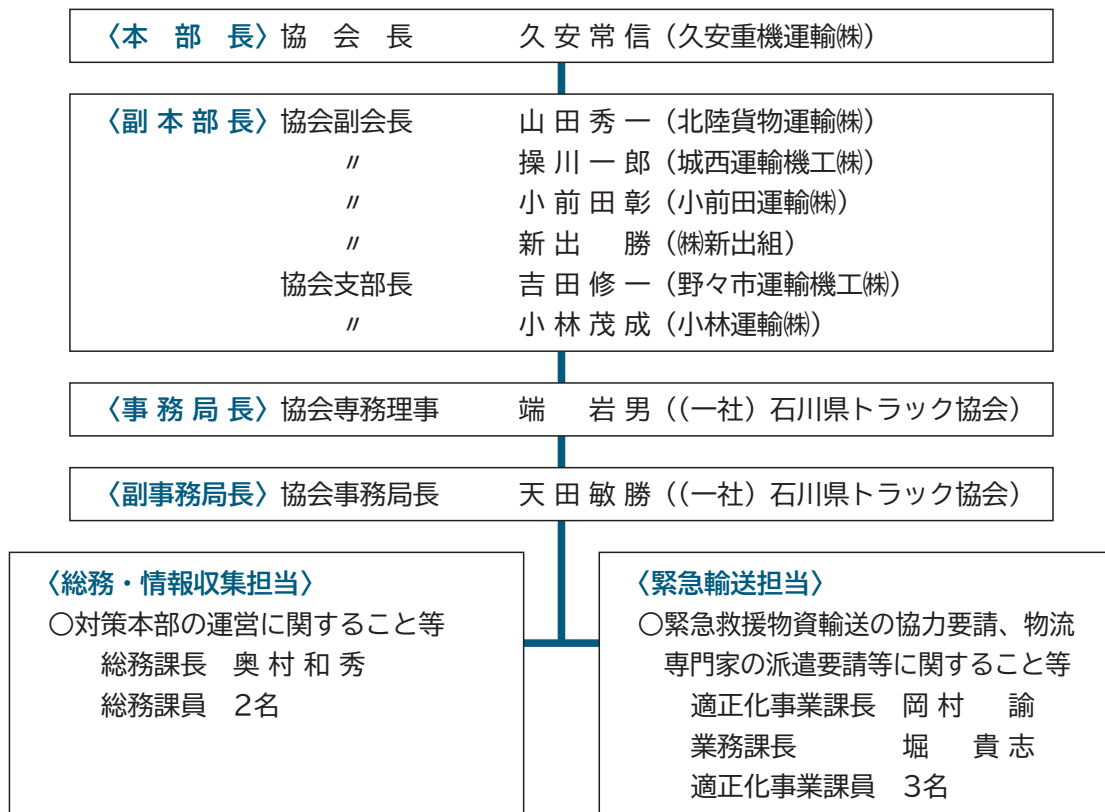 〈本部長〉協会長 久安常信（久安重機運輸㈱）
〈副本部長〉協会副会長 山田秀一（北陸貨物運輸㈱）
〃 操川一郎（城西運輸機工㈱）
〃 小前田彰（小前田運輸㈱）
〃 新出 勝（㈱新出組）
協会支部長 吉田修一（野々市運輸機工㈱）
〃 小林茂成（小林運輸㈱）
〈事務局長〉協会専務理事 端 岩男（（一社）石川県トラック協会）
〈副事務局長〉協会事務局長 天田敏勝（（一社）石川県トラック協会）
〈総務・情報収集担当〉
○対策本部の運営に関すること等
総務課長 奥村和秀
総務課員 2名
〈緊急輸送担当〉
○緊急救援物資輸送の協力要請、物流
専門家の派遣要請等に関すること等
適正化事業課長 岡村 諭
業務課長 堀 貴志
適正化事業課員 3名